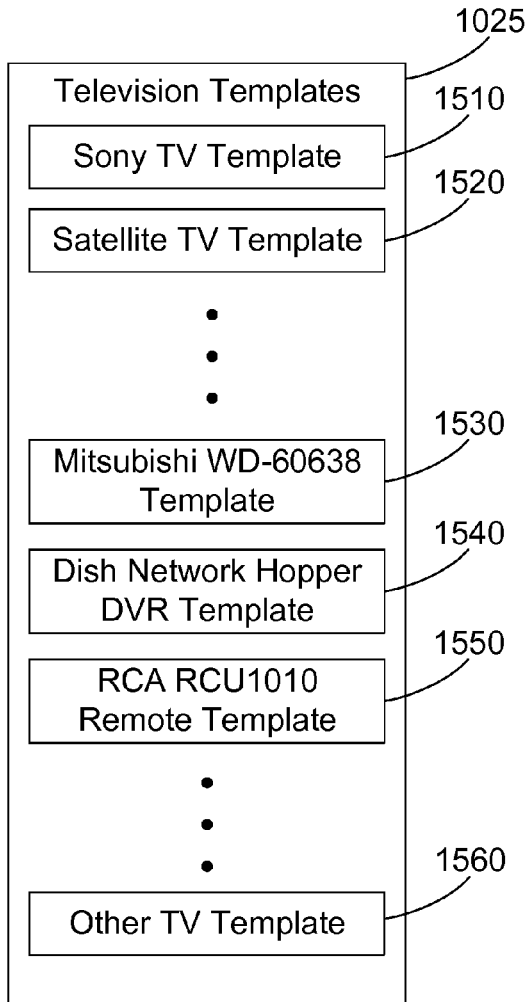 1025
Television Templates
1510
Sony TV Template
1520
Satellite TV Template
1530
Mitsubishi WD-60638
Template
1540
Dish Network Hopper
DVR Template
1550
RCA RCU1010
Remote Template
1560
Other TV Template